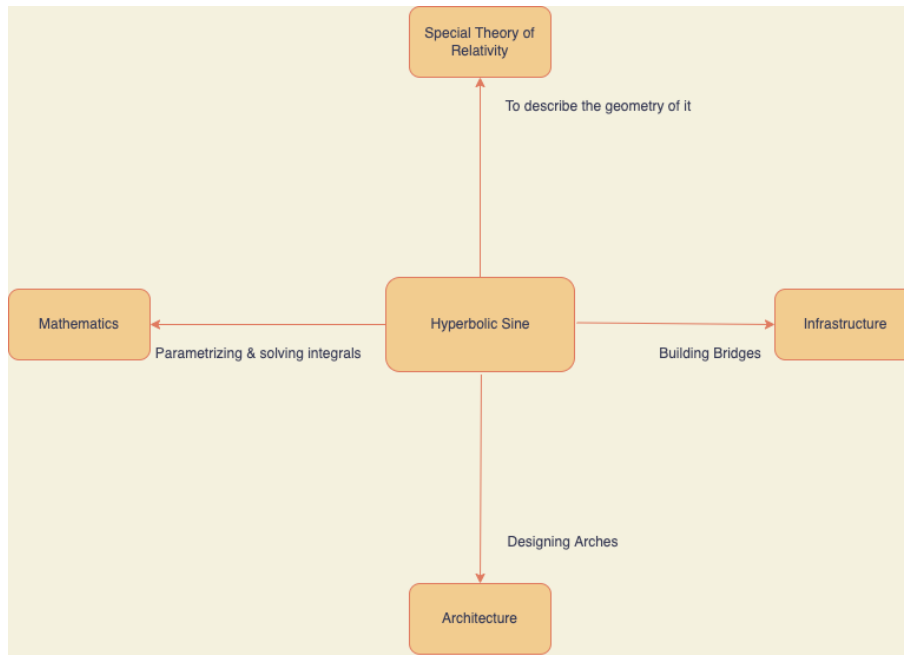 Special Theory of
Relativity
To describe the geometry of it
Mathematics
Hyperbolic Sine
Infrastructure
Parametrizing & solving integrals
Building Bridges
Designing Arches
Architecture